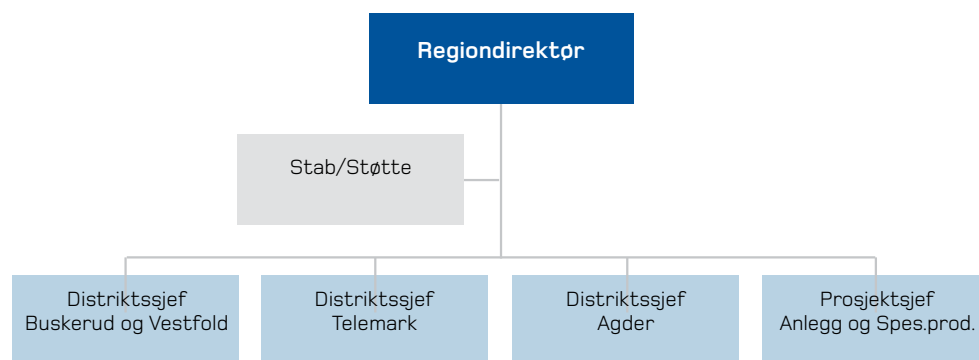 Regiondirektør
Stab/Støtte
Distriktssjef
Buskerud og Vestfold
Distriktssjef
Telemark
Distriktssjef
Agder
Prosjektsjef
Anlegg og Spes.prod.